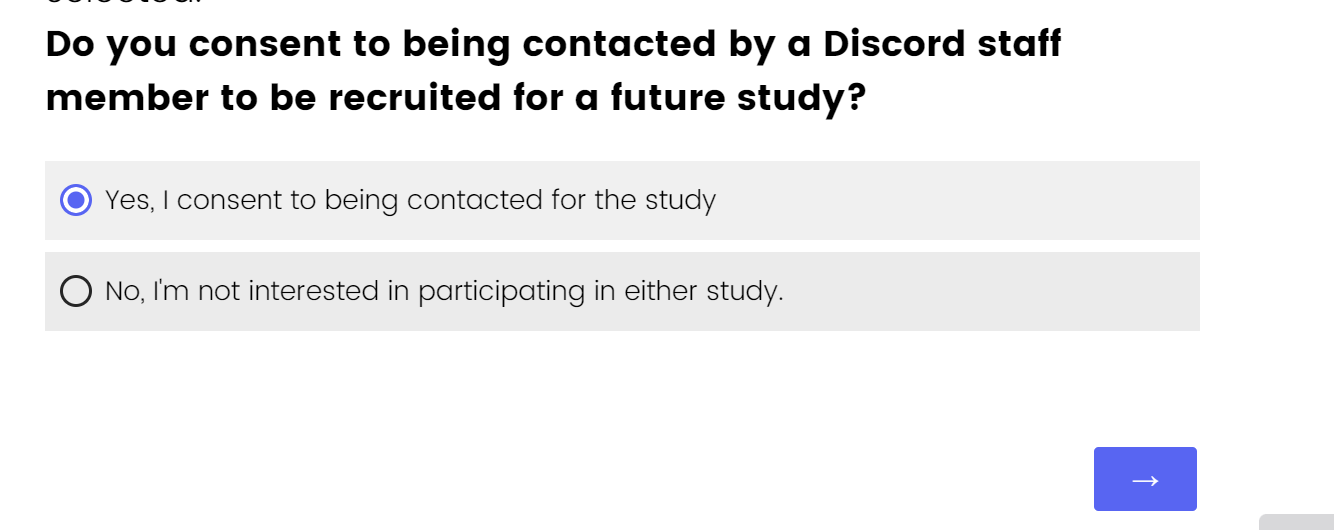 Do you consent to being contacted by a Discord staff
member to be recruited for a future study?
Yes, I consent to being contacted for the study
No, I'm not interested in participating in either study.
→